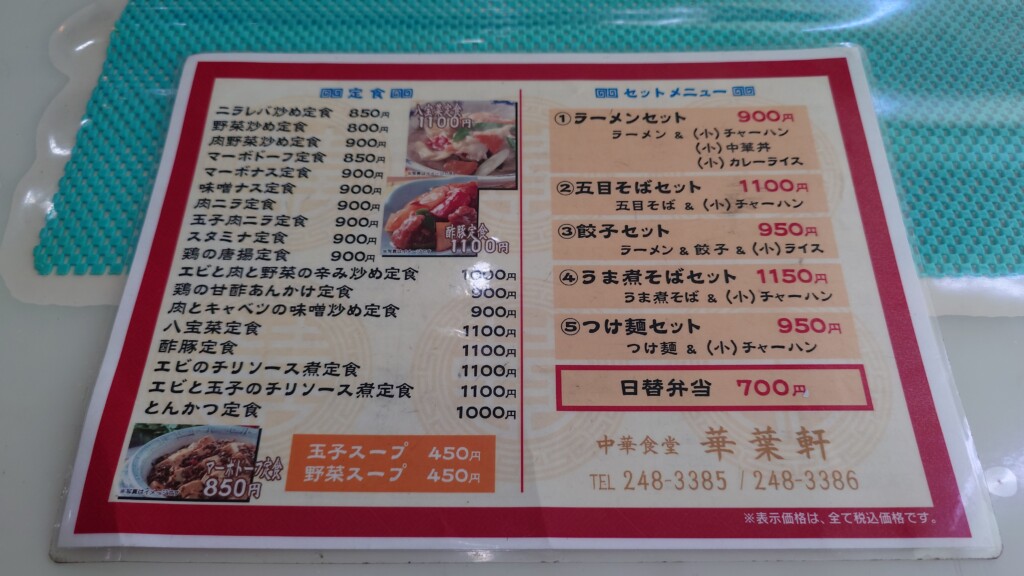 定食
ニラレバ炒め定食 850円
野菜炒め定食 800円
肉野菜炒め定食 900円
マーボドーフ定食 850円
マーボナス定食 900円
味噌ナス定食 900円
肉ニラ定食 900円
玉子肉ニラ定食 900円
スタミナ定食 900円
鶏の唐揚定食 900円
エビと肉と野菜の辛み炒め定食 1000円
鶏の甘酢あんかけ定食 900円
肉とキャベツの味噌炒め定食 900円
八宝菜定食 1100円
酢豚定食 1100円
エビのチリソース煮定食 1100円
エビと玉子のチリソース煮定食 1100円
とんかつ定食 1000円
八宝菜定食
1100円
酢豚定食
1100円
マーボドーフ定食
850円
玉子スープ 450円
野菜スープ 450円
セットメニュー
①ラーメンセット 900円
ラーメン & (小)チャーハン
(小)中華丼
(小)カレーライス
②五目そばセット 1100円
五目そば & (小)チャーハン
③餃子セット 950円
ラーメン & 餃子 & (小)ライス
④うま煮そばセット 1150円
うま煮そば & (小)チャーハン
⑤つけ麺セット 950円
つけ麺 & (小)チャーハン
日替弁当 700円
中華食堂 華葉軒
TEL 248-3385 / 248-3386
※表示価格は、全て税込価格です。